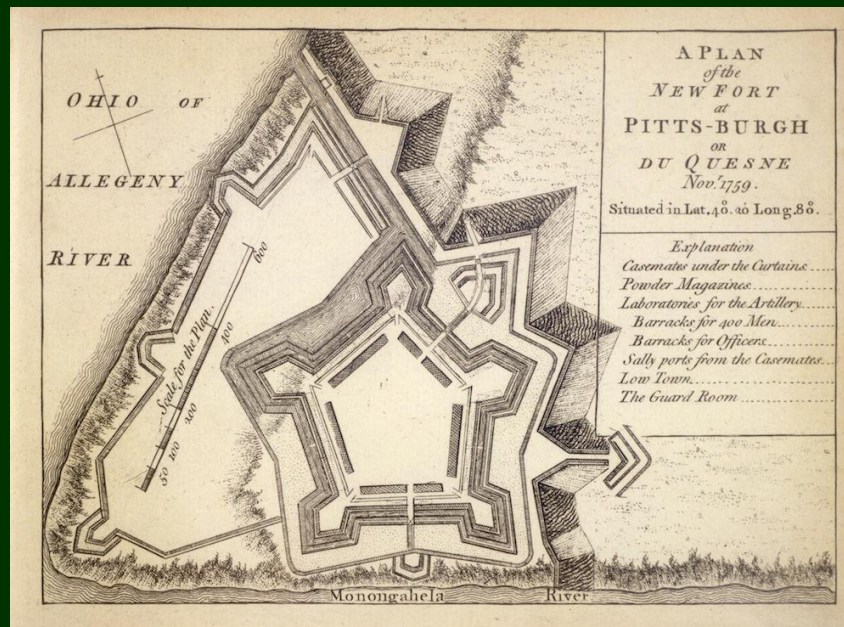 A PLAN
of the
NEW FORT
at
PITTS-BURGH
OR
DU QUESNE
Nov.r 1759.
Situated in Lat. 40. 20 Long. 80.
Explanation
Casemates under the Curtains.....
Powder Magazines.....
Laboratories for the Artillery.....
Barracks for 400 Men.....
Barracks for Officers.....
Sally ports from the Casemates...
Low Town.....
The Guard Room.....
OHIO OF
ALLEGENY
RIVER
Scale for the Plan.
50 100 200 400 600
Monongahela River